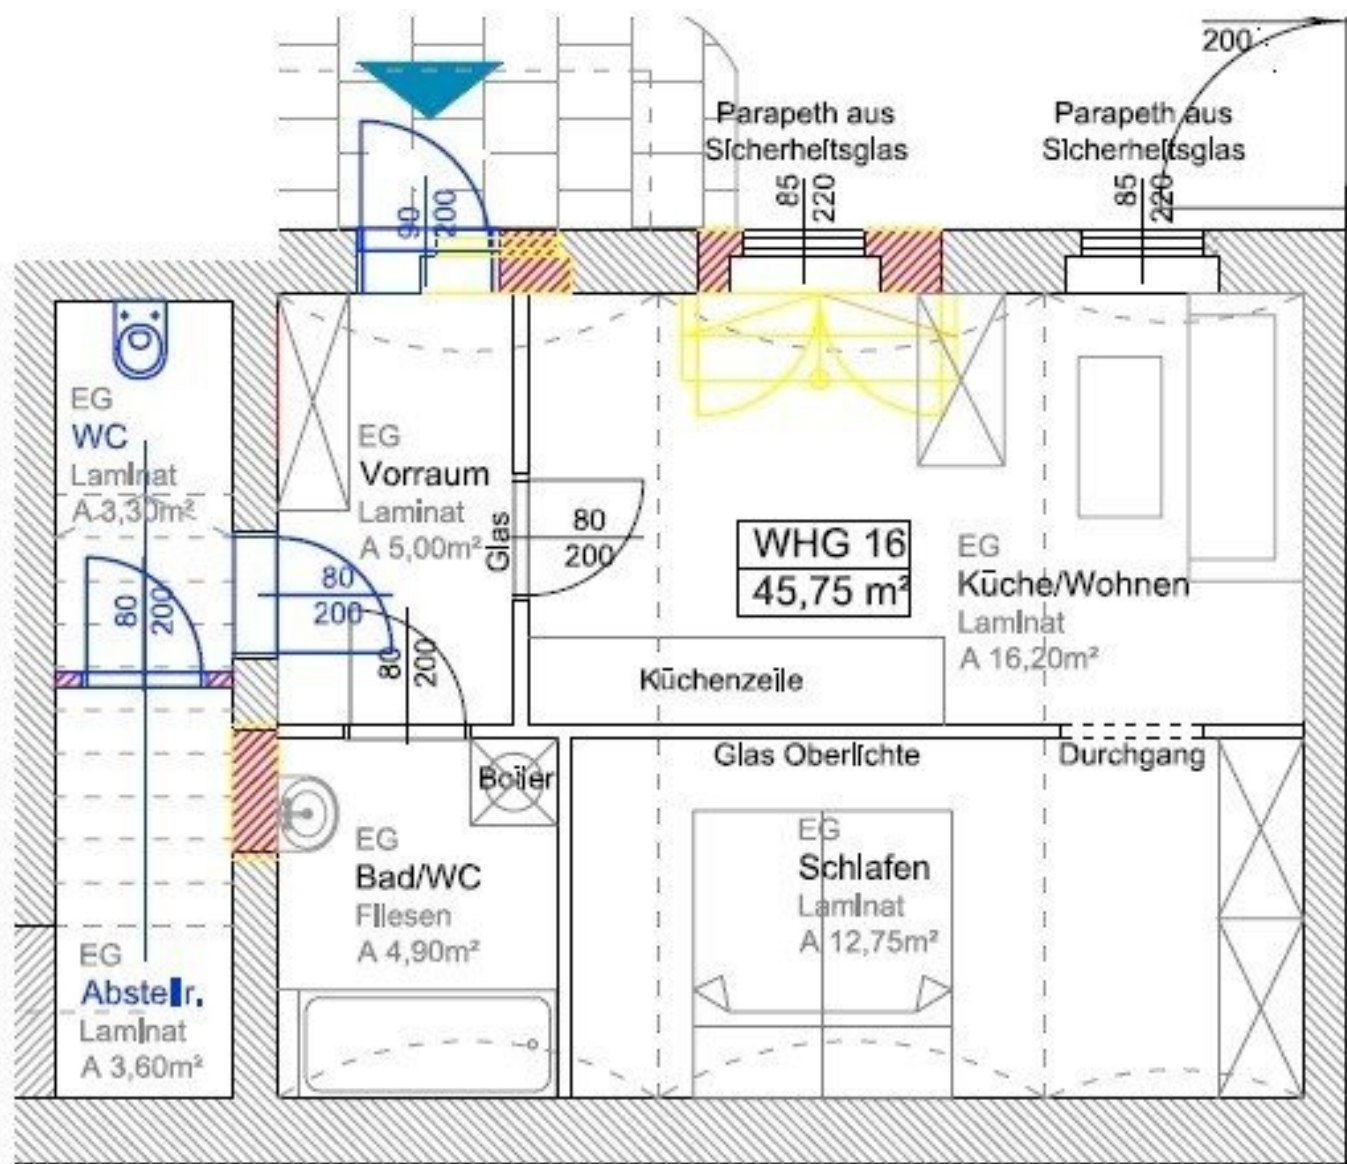 200
Parapeth aus
Sicherheitsglas
85
220
Parapeth aus
Sicherheitsglas
85
220
90
200
EG
WC
Laminat
A 3,30m²
EG
Vorraum
Laminat
A 5,00m²
Glas
80
200
WHG 16
45,75 m²
EG
Küche/Wohnen
Laminat
A 16,20m²
80
200
80
200
80
200
Küchenzeile
Glas Oberlichte
Durchgang
Boiler
EG
Bad/WC
Fliesen
A 4,90m²
EG
Schlafen
Laminat
A 12,75m²
EG
Abstellr.
Laminat
A 3,60m²